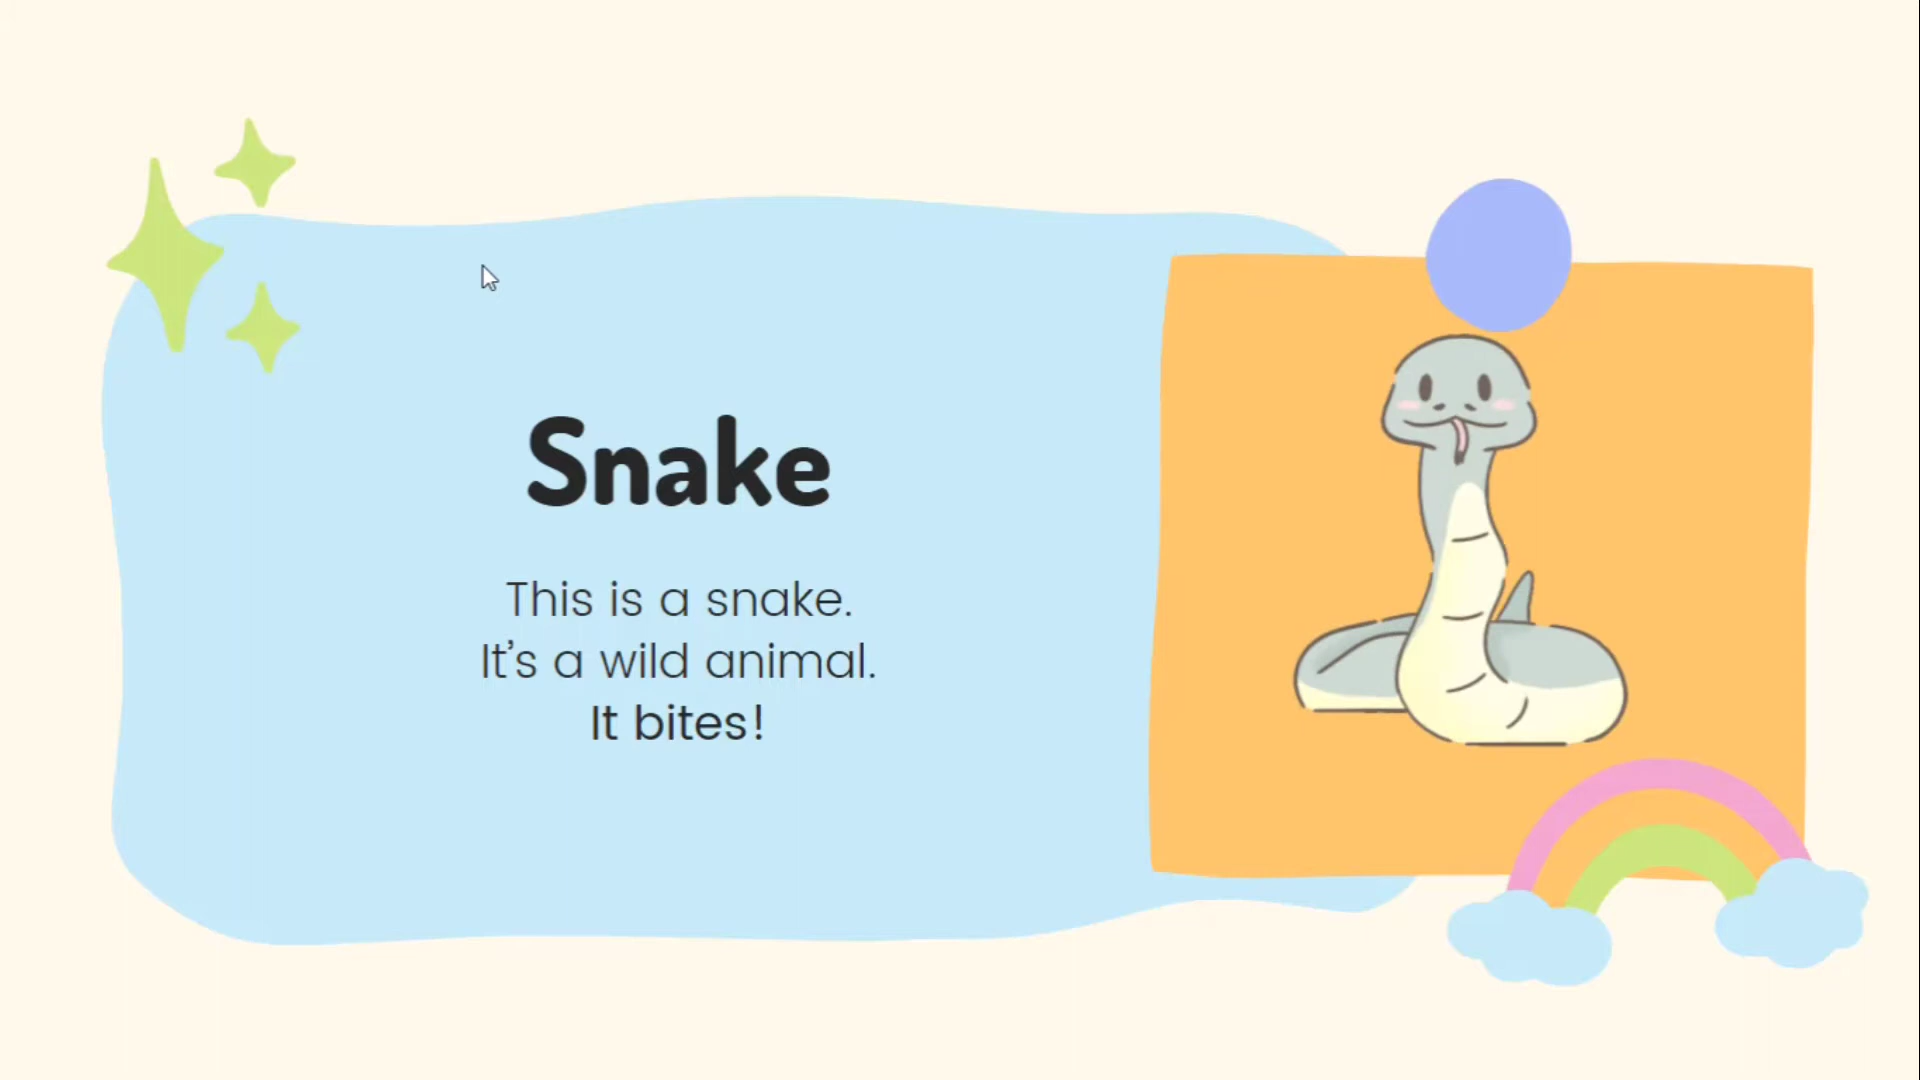 Snake
This is a snake.
It's a wild animal.
It bites!